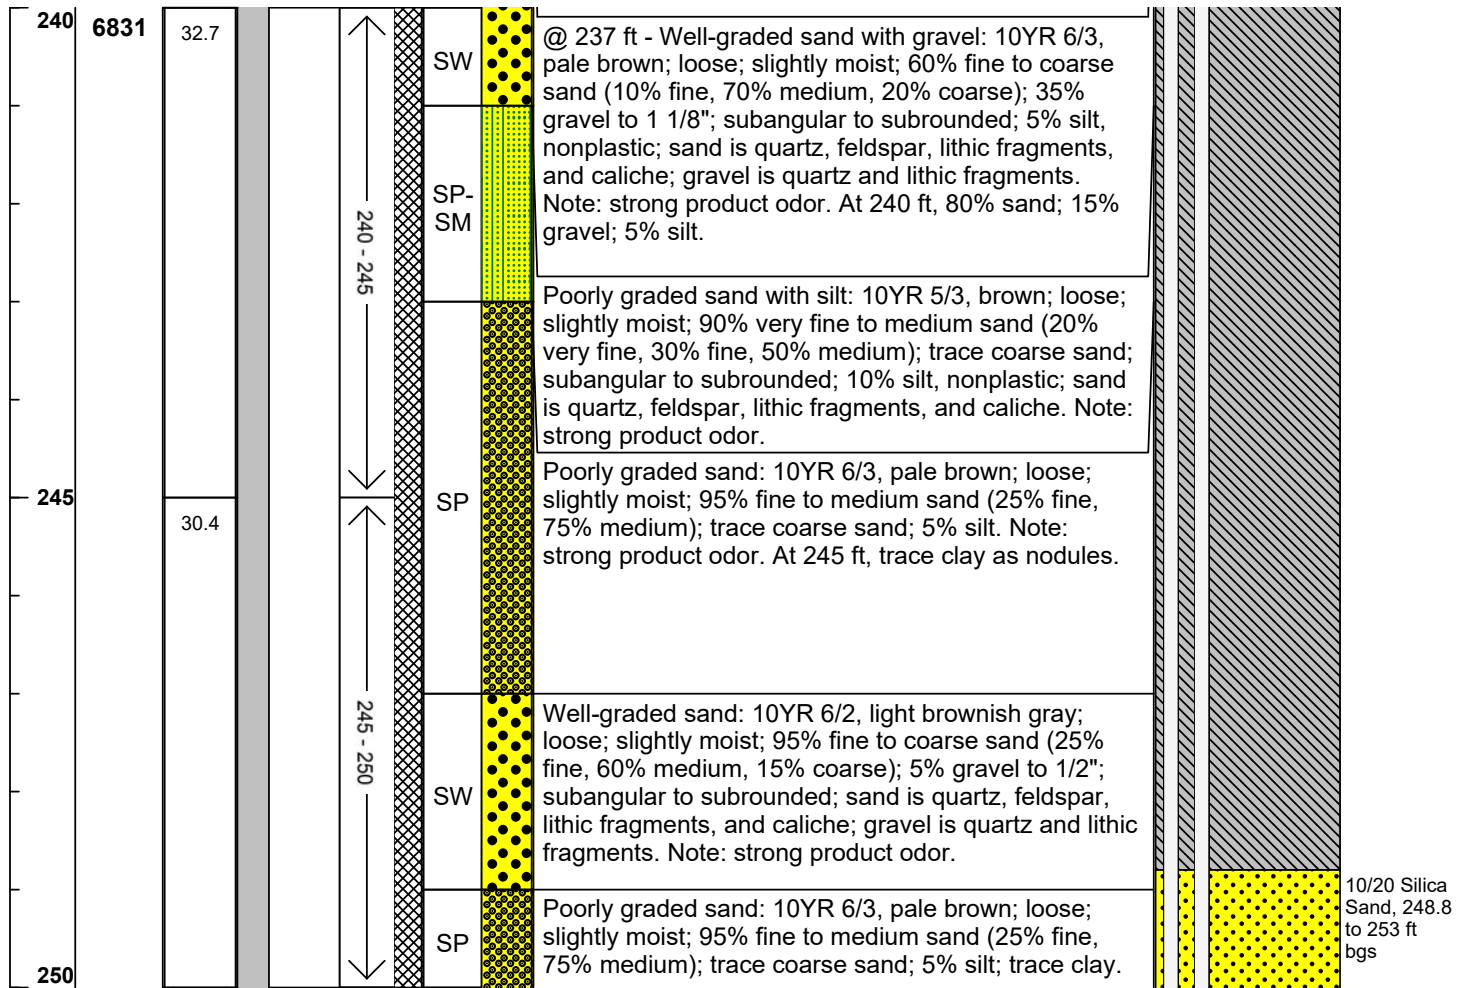 240
6831
32.7
SW
@ 237 ft - Well-graded sand with gravel: 10YR 6/3,
pale brown; loose; slightly moist; 60% fine to coarse
sand (10% fine, 70% medium, 20% coarse); 35%
gravel to 1 1/8"; subangular to subrounded; 5% silt,
nonplastic; sand is quartz, feldspar, lithic fragments,
and caliche; gravel is quartz and lithic fragments.
Note: strong product odor. At 240 ft, 80% sand; 15%
gravel; 5% silt.
240 - 245
SP-
SM
Poorly graded sand with silt: 10YR 5/3, brown; loose;
slightly moist; 90% very fine to medium sand (20%
very fine, 30% fine, 50% medium); trace coarse sand;
subangular to subrounded; 10% silt, nonplastic; sand
is quartz, feldspar, lithic fragments, and caliche. Note:
strong product odor.
245
30.4
SP
Poorly graded sand: 10YR 6/3, pale brown; loose;
slightly moist; 95% fine to medium sand (25% fine,
75% medium); trace coarse sand; 5% silt. Note:
strong product odor. At 245 ft, trace clay as nodules.
245 - 250
SW
Well-graded sand: 10YR 6/2, light brownish gray;
loose; slightly moist; 95% fine to coarse sand (25%
fine, 60% medium, 15% coarse); 5% gravel to 1/2";
subangular to subrounded; sand is quartz, feldspar,
lithic fragments, and caliche; gravel is quartz and lithic
fragments. Note: strong product odor.
SP
Poorly graded sand: 10YR 6/3, pale brown; loose;
slightly moist; 95% fine to medium sand (25% fine,
75% medium); trace coarse sand; 5% silt; trace clay.
10/20 Silica
Sand, 248.8
to 253 ft
bgs
250